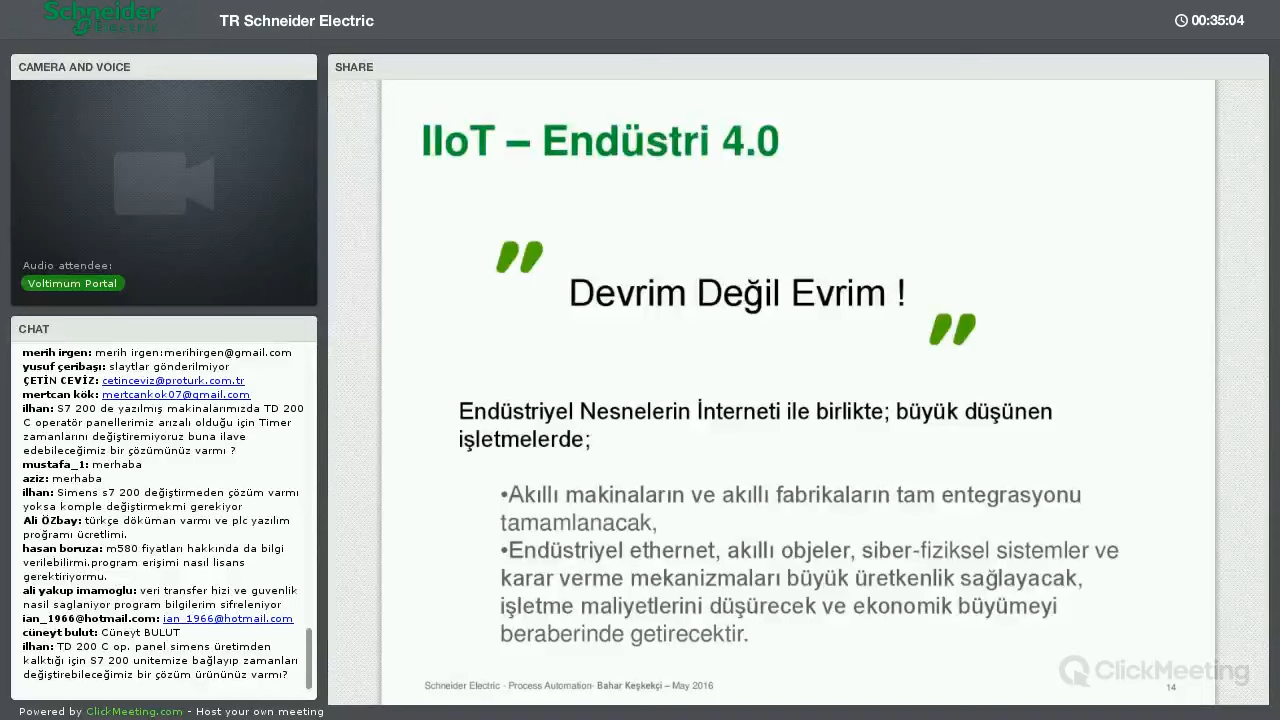 Schneider
Electric
TR Schneider Electric
00:35:04
CAMERA AND VOICE
Audio attendee:
Voltimum Portal
CHAT
merih irgen: merih irgen:merihirgen@gmail.com
yusuf çeribaşı: slaytlar gönderilmiyor
ÇETİN CEVİZ: cetinceviz@proturk.com.tr
mertcan kök: mertcankok07@gmail.com
ilhan: S7 200 de yazılmış makinalarımızda TD 200
C operatör panellerimiz arızalı olduğu için Timer
zamanlarını değiştiremiyoruz buna ilave
edebileceğimiz bir çözümünüz varmı ?
mustafa_1: merhaba
aziz: merhaba
ilhan: Simens s7 200 değiştirmeden çözüm varmı
yoksa komple değiştirmekmi gerekiyor
Ali ÖZbay: türkçe döküman varmı ve plc yazılım
proğramı ücretlimi.
hasan boruza: m580 fiyatları hakkında da bilgi
verilebilirmi.program erişimi nasıl lisans
gerektiriyormu.
ali yakup imamoglu: veri transfer hizi ve guvenlik
nasil saglaniyor program bilgilerim sifreleniyor
ian_1966@hotmail.com: ian_1966@hotmail.com
cüneyt bulut: Cüneyt BULUT
ilhan: TD 200 C op. panel simens üretimden
kalktığı için S7 200 unitemize bağlayıp zamanları
değiştirebileceğimiz bir çözüm ürününüz varmı?
Powered by ClickMeeting.com - Host your own meeting
SHARE
IIoT – Endüstri 4.0
" Devrim Değil Evrim ! "
Endüstriyel Nesnelerin İnterneti ile birlikte; büyük düşünen
işletmelerde;
•Akıllı makinaların ve akıllı fabrikaların tam entegrasyonu
tamamlanacak,
•Endüstriyel ethernet, akıllı objeler, siber-fiziksel sistemler ve
karar verme mekanizmaları büyük üretkenlik sağlayacak,
işletme maliyetlerini düşürecek ve ekonomik büyümeyi
beraberinde getirecektir.
Schneider Electric - Process Automation- Bahar Keşkekçi – May 2016
14
ClickMeeting